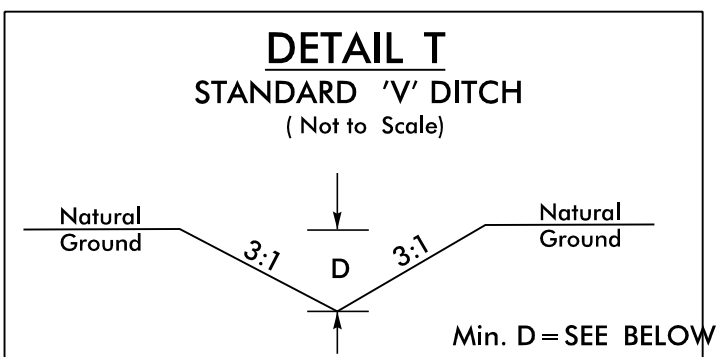 DETAIL T
STANDARD 'V' DITCH
( Not to Scale)
Natural
Ground
3:1
D
3:1
Natural
Ground
Min. D = SEE BELOW